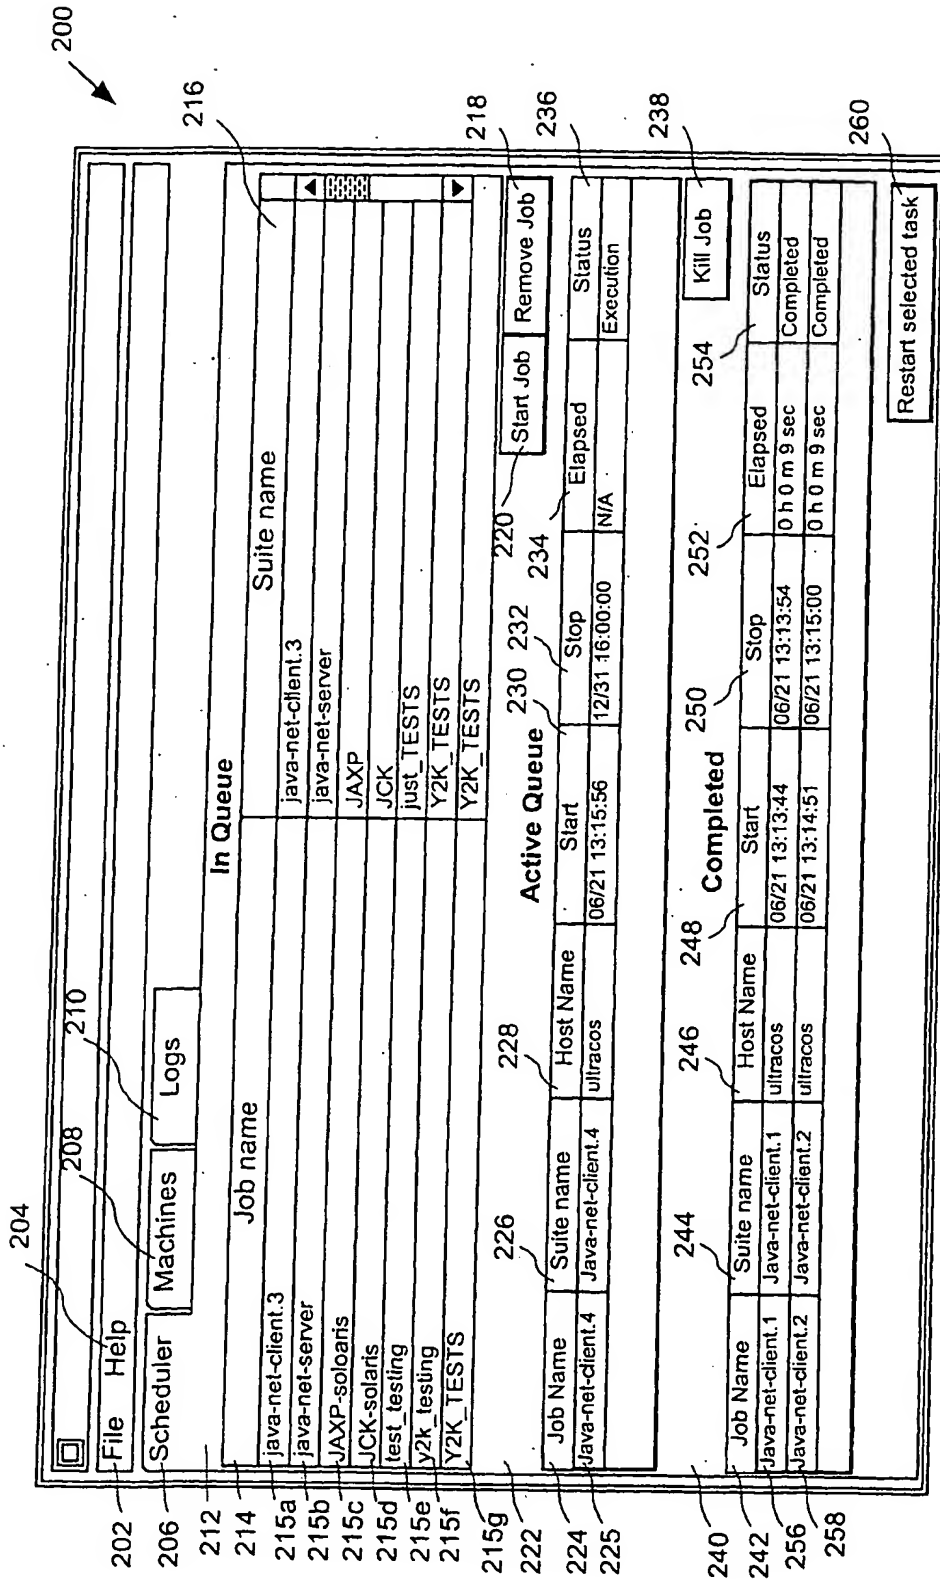 200
204
208
210
216
File Help
Scheduler Machines Logs
In Queue
Job name Suite name
java-net-client.3 java-net-client.3
java-net-server java-net-server
JAXP-soloaris JAXP
JCK-solaris JCK
test_testing just_TESTS
y2k_testing Y2K_TESTS
Y2K_TESTS Y2K_TESTS
Start Job Remove Job
Active Queue
Job Name Suite name Host Name Start Stop Elapsed Status
Java-net-client.4 Java-net-client.4 ultracos 06/21 13:15:56 12/31 16:00:00 N/A Execution
Kill Job
Completed
Job Name Suite name Host Name Start Stop Elapsed Status
Java-net-client.1 Java-net-client.1 ultracos 06/21 13:13:44 06/21 13:13:54 0 h 0 m 9 sec Completed
Java-net-client.2 Java-net-client.2 ultracos 06/21 13:14:51 06/21 13:15:00 0 h 0 m 9 sec Completed
Restart selected task
202
206
212
214
215a
215b
215c
215d
215e
215f
215g
222
224
225
240
242
256
258
226
228
230
232
234
220
218
236
238
244
246
248
250
252
254
260